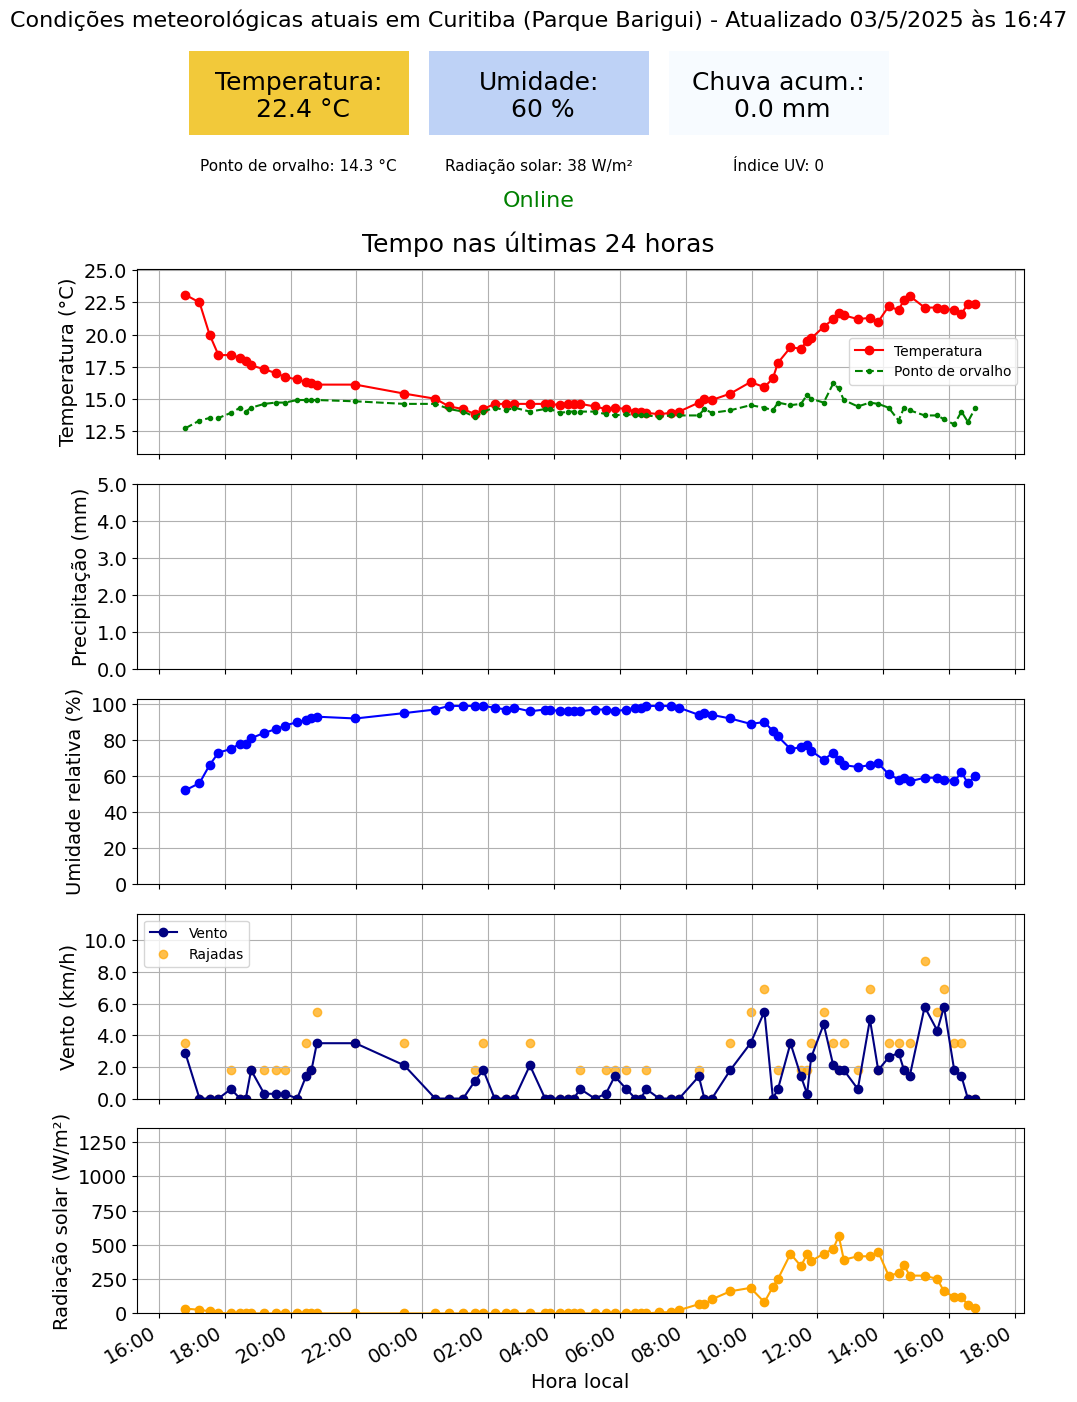 Condições meteorológicas atuais em Curitiba (Parque Barigui) - Atualizado 03/5/2025 às 16:47
Temperatura:
22.4 °C
Umidade:
60 %
Chuva acum.:
0.0 mm
Ponto de orvalho: 14.3 °C
Radiação solar: 38 W/m²
Índice UV: 0
Online
Tempo nas últimas 24 horas
Temperatura (°C)
25.0
22.5
20.0
17.5
15.0
12.5
Temperatura
Ponto de orvalho
Precipitação (mm)
5.0
4.0
3.0
2.0
1.0
0.0
Umidade relativa (%)
100
80
60
40
20
0
Vento (km/h)
10.0
8.0
6.0
4.0
2.0
0.0
Vento
Rajadas
Radiação solar (W/m²)
1250
1000
750
500
250
0
16:00
18:00
20:00
22:00
00:00
02:00
04:00
06:00
08:00
10:00
12:00
14:00
16:00
18:00
Hora local